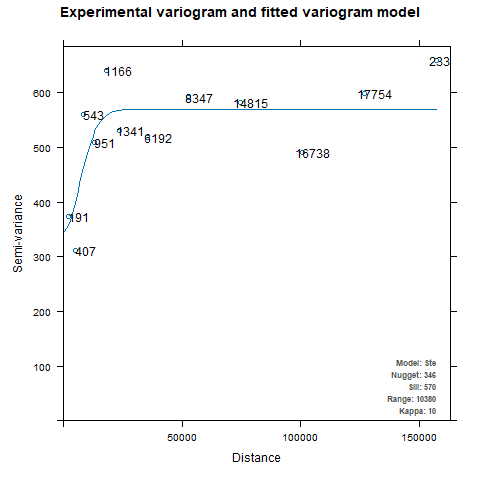 Experimental variogram and fitted variogram model
1166
233
600
8347
17754
14815
543
1341
6192
951
500
16738
400
191
407
300
200
100
Semi-variance
Model: Ste
Nugget: 346
Sill: 570
Range: 10380
Kappa: 10
50000 100000 150000
Distance